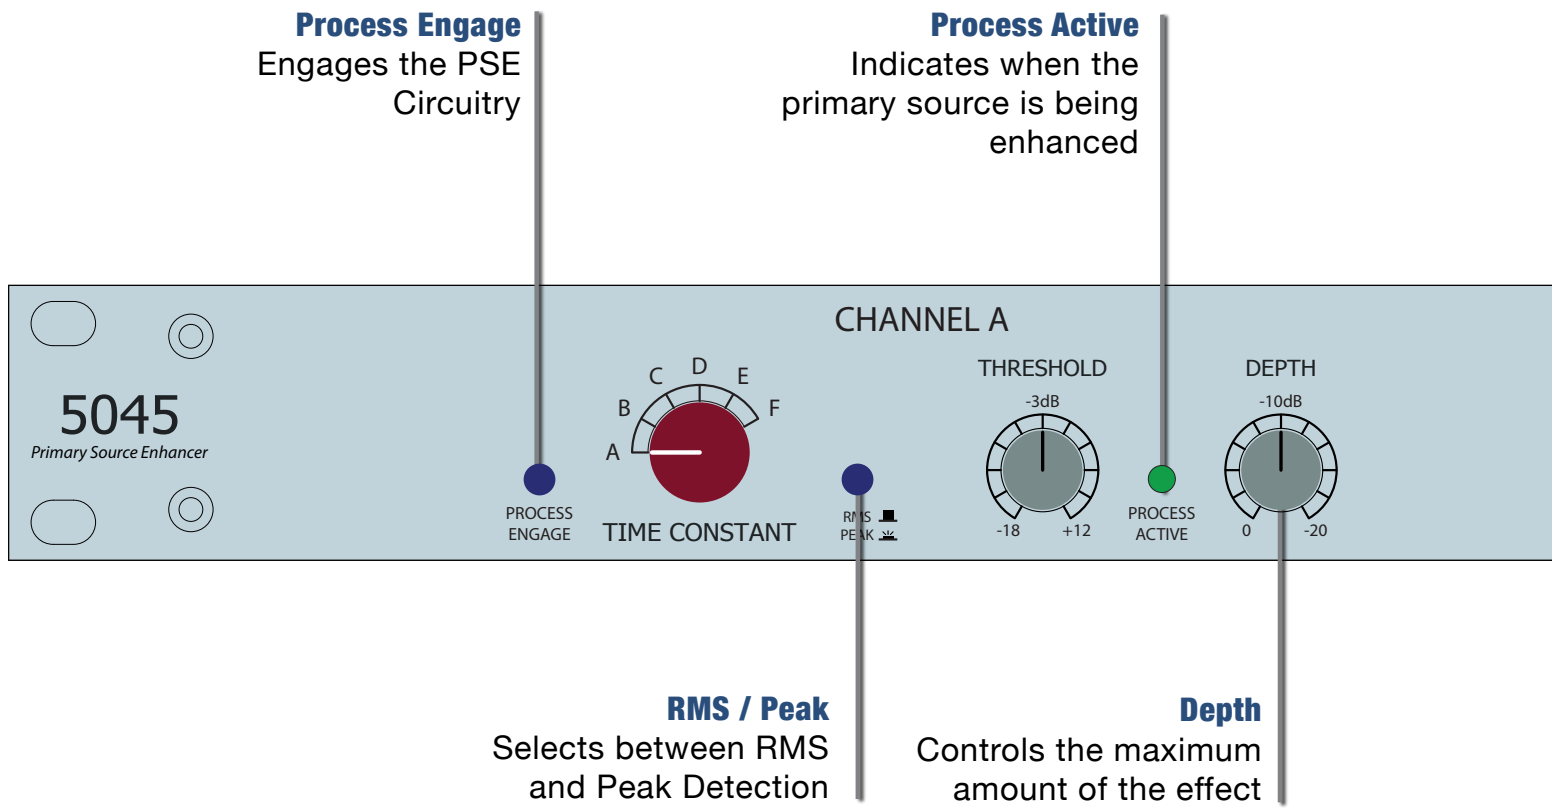 Process Engage
Engages the PSE
Circuitry
Process Active
Indicates when the
primary source is being
enhanced
CHANNEL A
5045
Primary Source Enhancer
PROCESS
ENGAGE
A
B
C
D
E
F
TIME CONSTANT
RMS
PEAK
THRESHOLD
-3dB
-18
+12
PROCESS
ACTIVE
DEPTH
-10dB
0
-20
RMS / Peak
Selects between RMS
and Peak Detection
Depth
Controls the maximum
amount of the effect